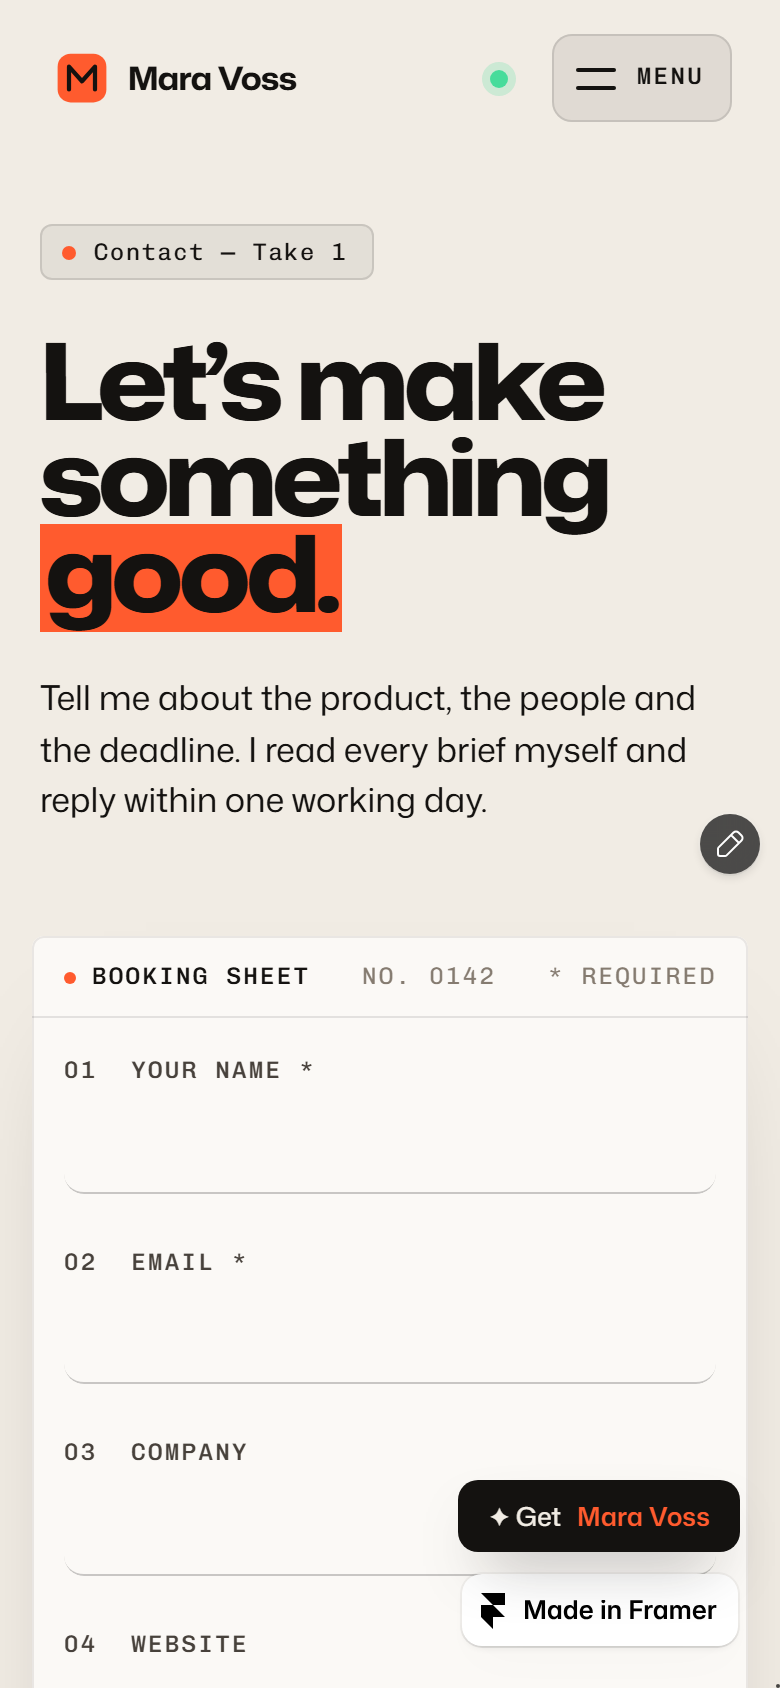 Mara Voss
MENU
Contact — Take 1
Let’s make
something
good.
Tell me about the product, the people and
the deadline. I read every brief myself and
reply within one working day.
BOOKING SHEET NO. 0142 * REQUIRED
01 YOUR NAME *
02 EMAIL *
03 COMPANY
✦ Get Mara Voss
Made in Framer
04 WEBSITE